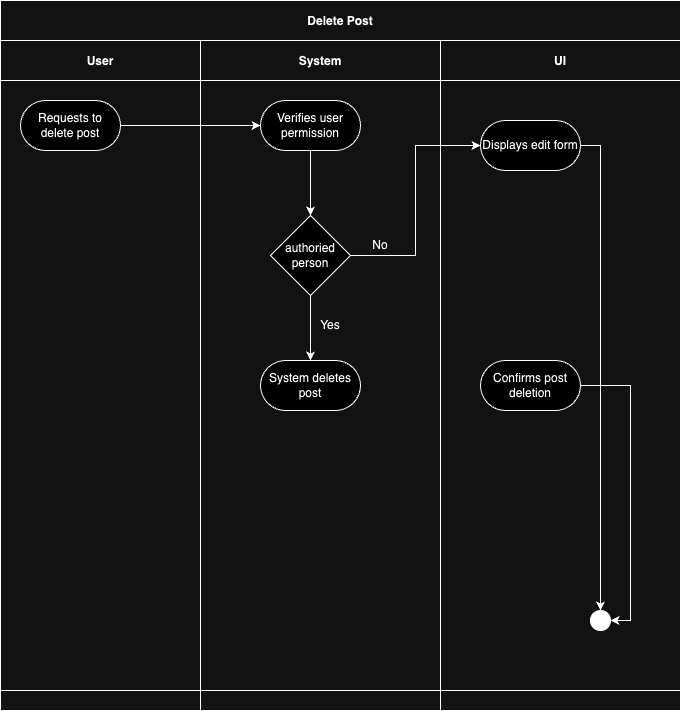 Delete Post
User
System
UI
Requests to
delete post
Verifies user
permission
Displays edit form
authoried
person
No
Yes
System deletes
post
Confirms post
deletion